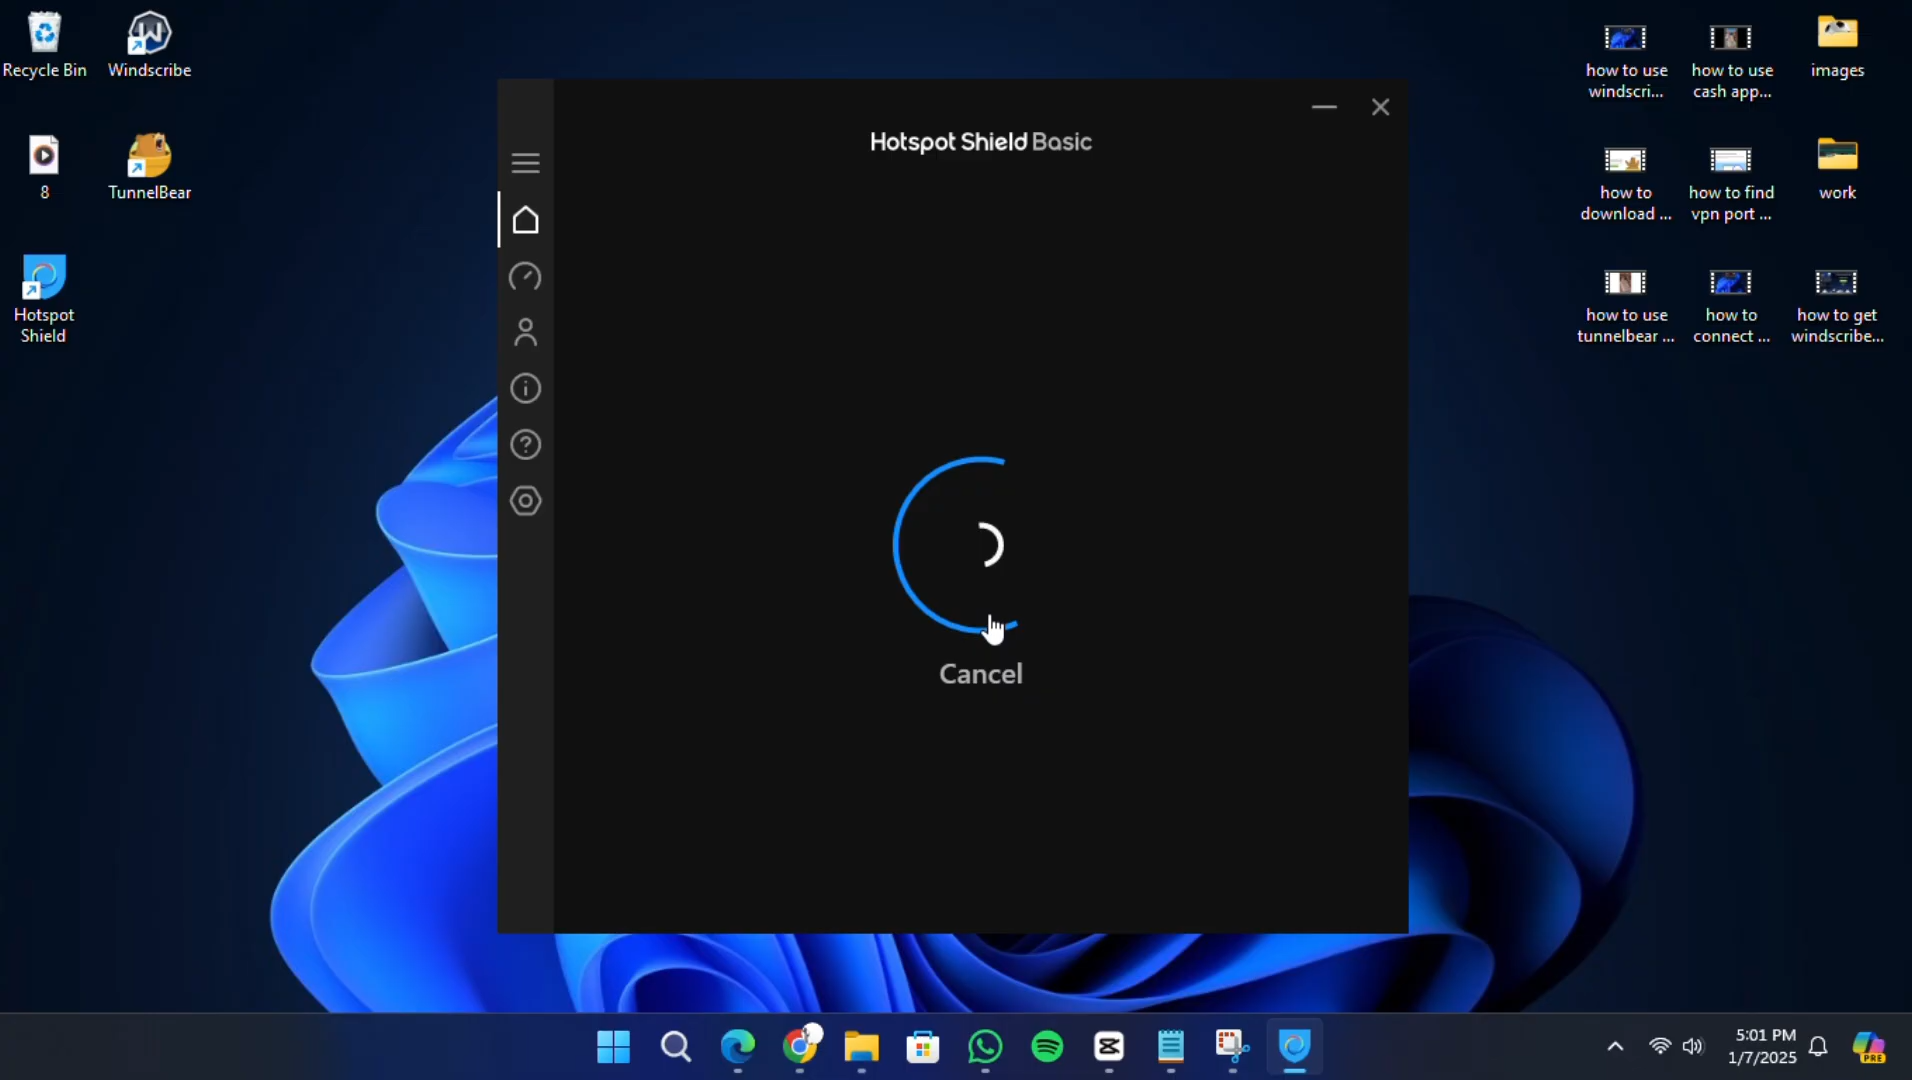 Recycle Bin
Windscribe
8
TunnelBear
Hotspot
Shield
Hotspot Shield Basic
Cancel
how to use
windscri...
how to use
cash app...
images
how to
download ...
how to find
vpn port ...
work
how to use
tunnelbear ...
how to
connect ...
how to get
windscribe...
5:01 PM
1/7/2025
PRE